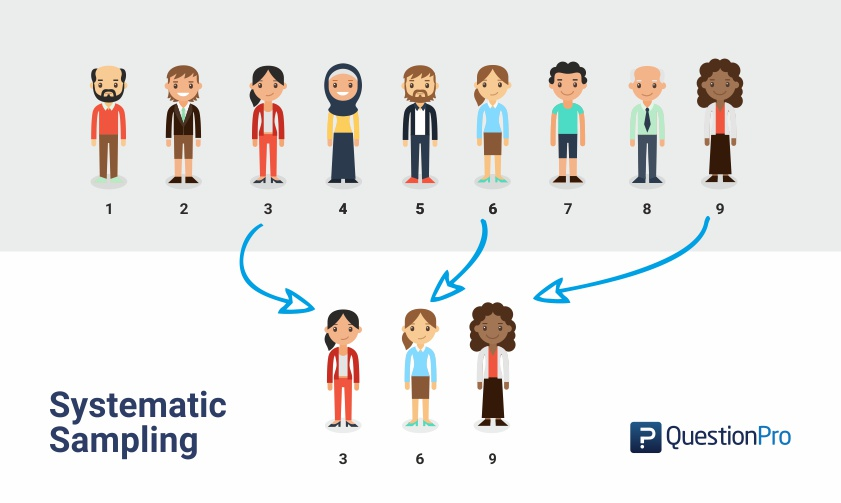 1 2 3 4 5 6 7 8 9
3 6 9
Systematic
Sampling
QuestionPro